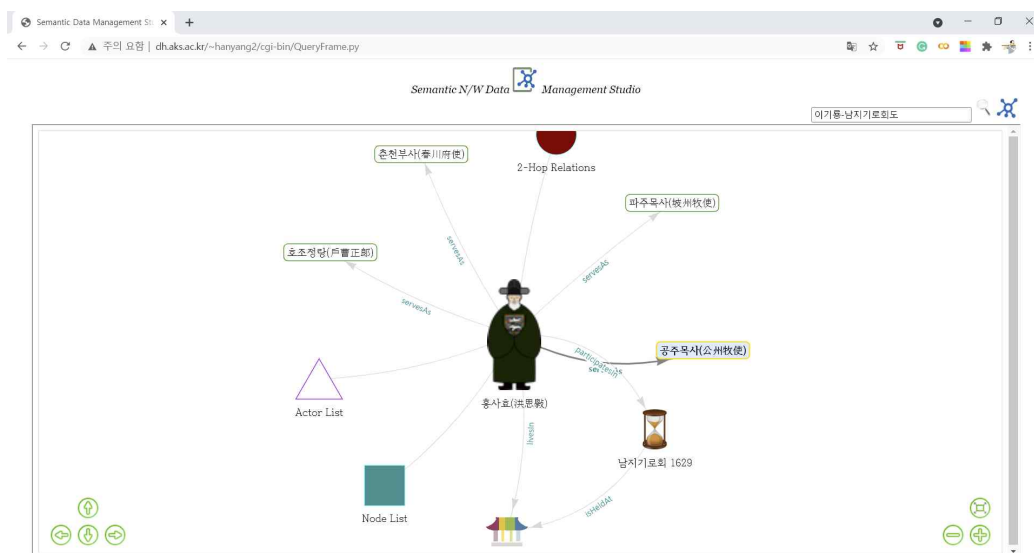 Semantic Data Management St
주의 요함 | dh.aks.ac.kr/~hanyang2/cgi-bin/QueryFrame.py
Semantic N/W Data Management Studio
이기룡-남지기로회도
춘천부사(春川府使)
2-Hop Relations
파주목사(坡州牧使)
호조정랑(戶曹正郎)
servesAs
servesAs
servesAs
공주목사(公州牧使)
participatesIn
Actor List
홍사효(洪思斅)
livesIn
남지기로회 1629
isHeldAt
Node List